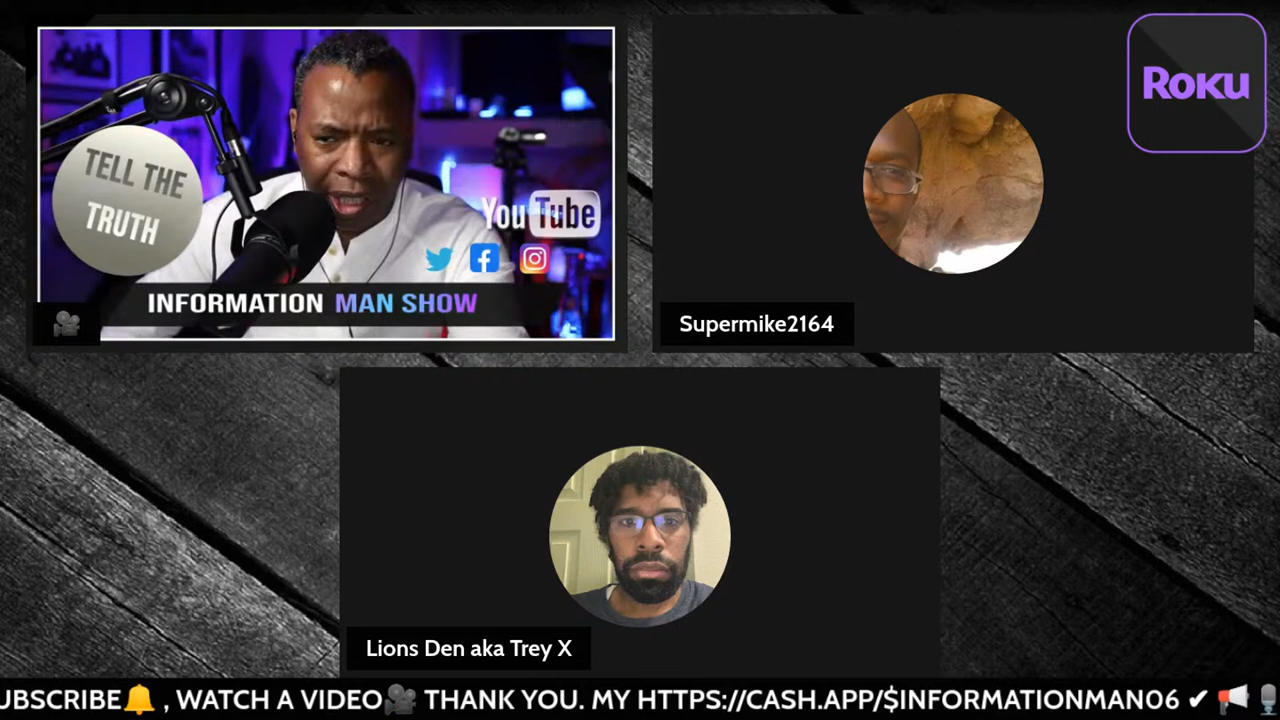 TELL THE
TRUTH
YouTube
INFORMATION MAN SHOW
Roku
Supermike2164
Lions Den aka Trey X
UBSCRIBE🔔 , WATCH A VIDEO🎥 THANK YOU. MY HTTPS://CASH.APP/$INFORMATIONMAN06 ✔ 📢🎙